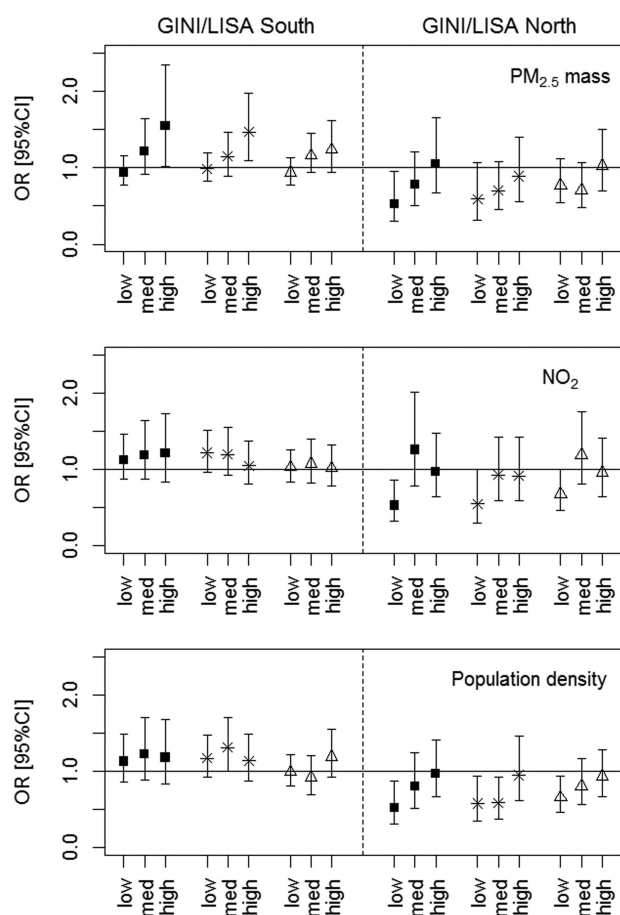 GINI/LISA South GINI/LISA North
PM2.5 mass
OR [95%CI]
2.0
1.0
0.0
low med high low med high low med high low med high low med high low med high
NO2
OR [95%CI]
2.0
1.0
0.0
low med high low med high low med high low med high low med high low med high
Population density
OR [95%CI]
2.0
1.0
0.0
low med high low med high low med high low med high low med high low med high